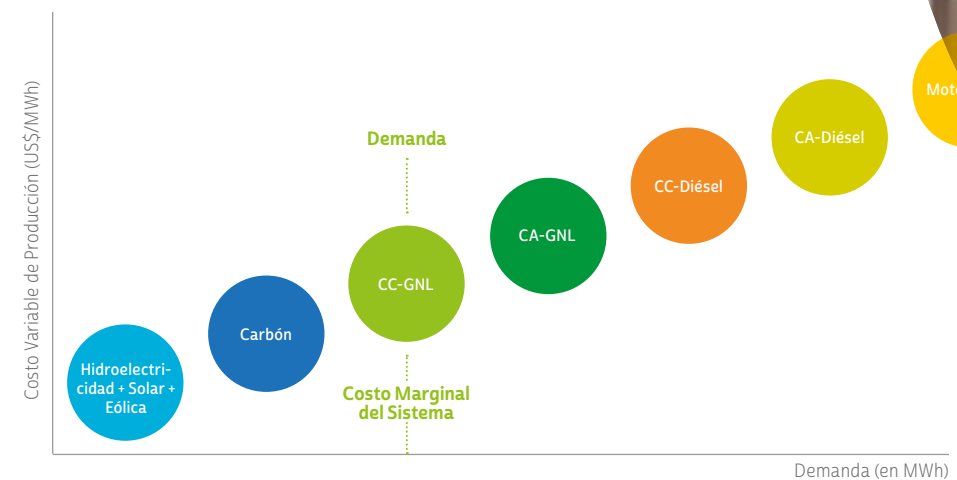 Costo Variable de Producción (US$/MWh)
Demanda
Hidroelectri-
cidad + Solar +
Eólica
Carbón
CC-GNL
CA-GNL
CC-Diésel
CA-Diésel
Costo Marginal
del Sistema
Demanda (en MWh)